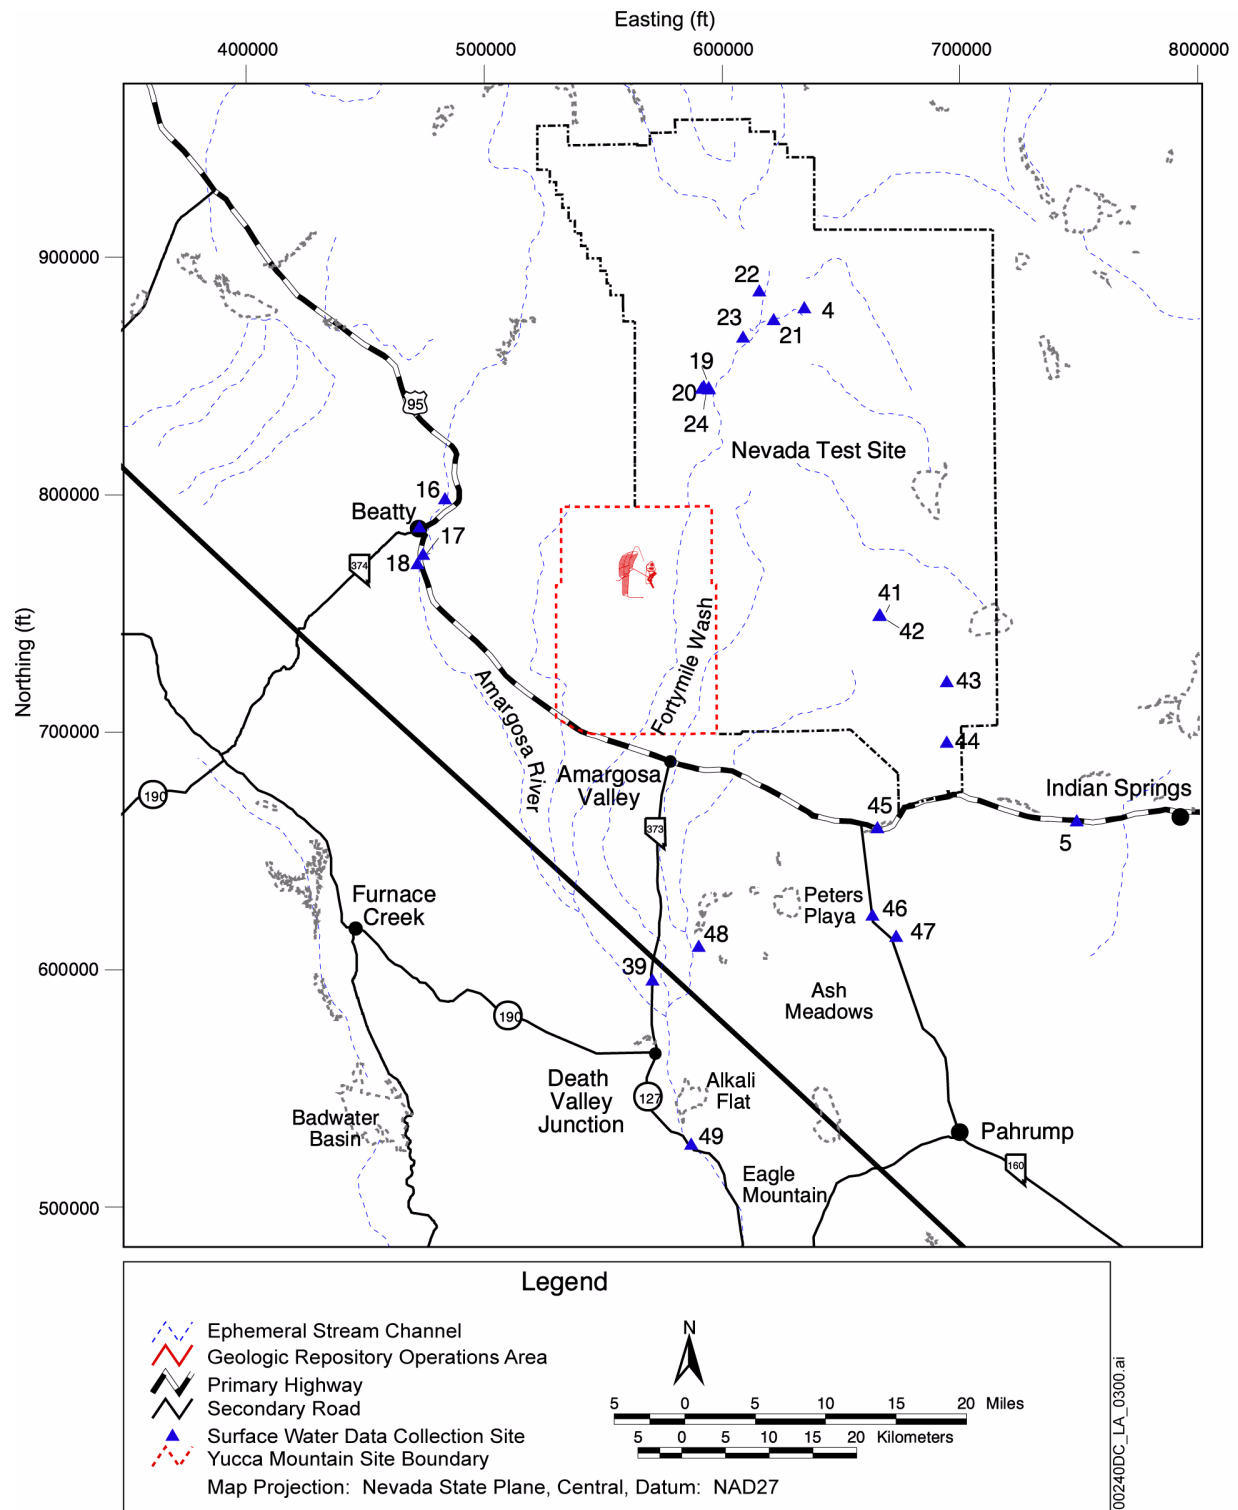 Easting (ft)
400000 500000 600000 700000 800000
Northing (ft)
900000
800000
700000
600000
500000
22
4
23
21
19
20
24
95
Nevada Test Site
16
Beatty
17
18
374
41
42
Fortymile Wash
43
Amargosa River
44
Amargosa
Valley
Indian Springs
190
45
5
373
Furnace
Creek
Peters
Playa
46
47
48
39
Ash
Meadows
190
Death
Valley
Junction
Alkali
Flat
127
Badwater
Basin
49
Pahrump
160
Eagle
Mountain
Legend
Ephemeral Stream Channel
Geologic Repository Operations Area
Primary Highway
Secondary Road
Surface Water Data Collection Site
Yucca Mountain Site Boundary
Map Projection: Nevada State Plane, Central, Datum: NAD27
N
5 0 5 10 15 20 Miles
5 0 5 10 15 20 Kilometers
00240DC_LA_0300.ai